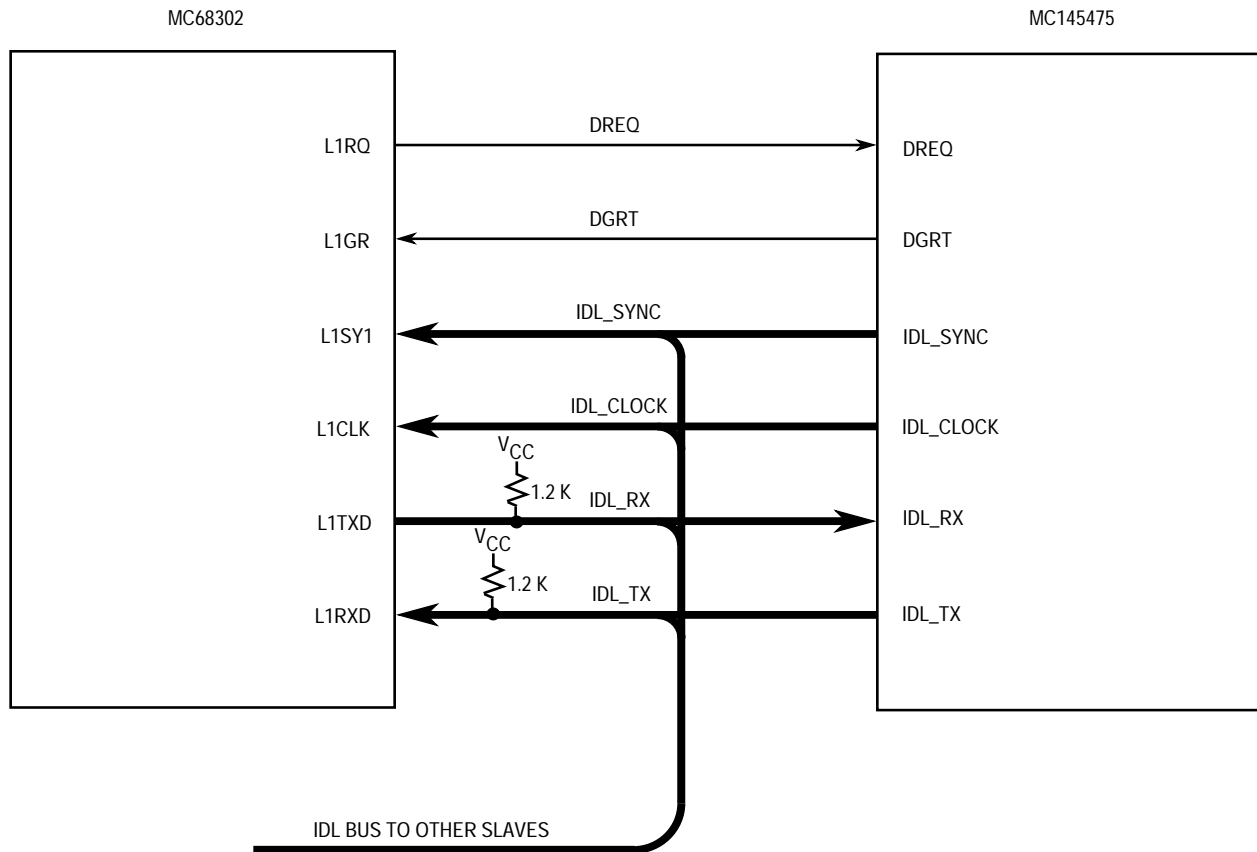 MC68302
MC145475
L1RQ
DREQ
DREQ
L1GR
DGRT
DGRT
L1SY1
IDL_SYNC
IDL_SYNC
L1CLK
IDL_CLOCK
IDL_CLOCK
VCC
1.2 K
L1TXD
IDL_RX
IDL_RX
VCC
1.2 K
L1RXD
IDL_TX
IDL_TX
IDL BUS TO OTHER SLAVES